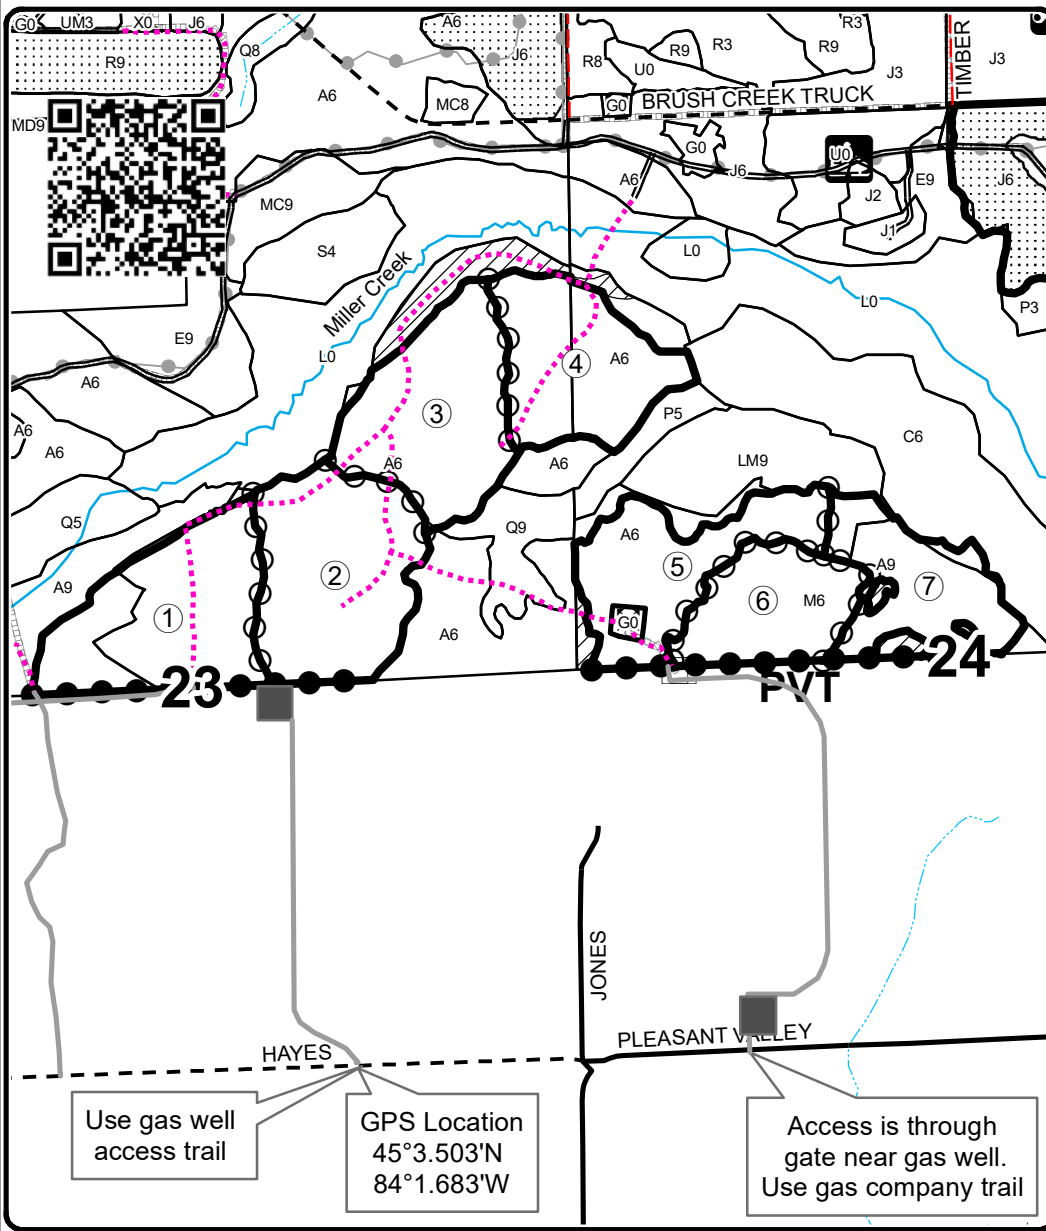 G0
UM3
X0
J6
A6
R3
Q8
R9
J6
R8
R9
R3
R9
U0
J3
J3
TIMBER
A6
MC8
G0
BRUSH CREEK TRUCK
MD9
G0
U0
J6
A6
E9
J6
J2
MC9
J1
S4
L0
Miller Creek
L0
P3
E9
L0
A6
4
A6
3
P5
A6
C6
A6
A6
A6
LM9
Q5
Q9
A6
5
A9
2
A9
7
1
6
M6
A6
G0
23
24
PVT
JONES
PLEASANT VALLEY
HAYES
Use gas well
access trail
GPS Location
45°3.503'N
84°1.683'W
Access is through
gate near gas well.
Use gas company trail